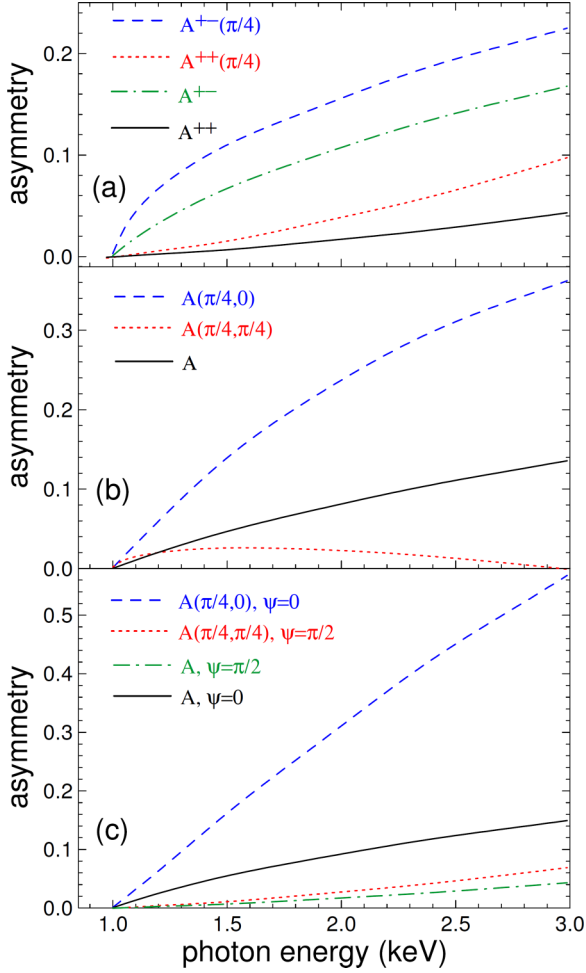 A⁺⁻(π/4)
A⁺⁺(π/4)
A⁺⁻
A⁺⁺
0.2
0.1
0.0
asymmetry
(a)
A(π/4,0)
A(π/4,π/4)
A
0.3
0.2
0.1
0.0
asymmetry
(b)
A(π/4,0), ψ=0
A(π/4,π/4), ψ=π/2
A, ψ=π/2
A, ψ=0
0.5
0.4
0.3
0.2
0.1
0.0
asymmetry
(c)
1.0 1.5 2.0 2.5 3.0
photon energy (keV)